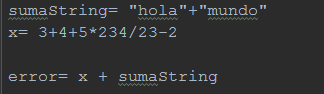 sumaString= "hola"+"mundo"
x= 3+4+5*234/23-2
error= x + sumaString